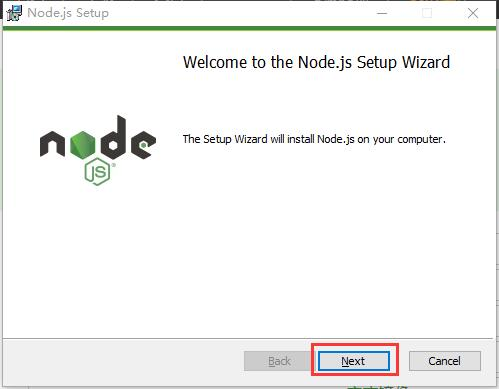 Node.js Setup
Welcome to the Node.js Setup Wizard
node
JS
The Setup Wizard will install Node.js on your computer.
Back
Next
Cancel